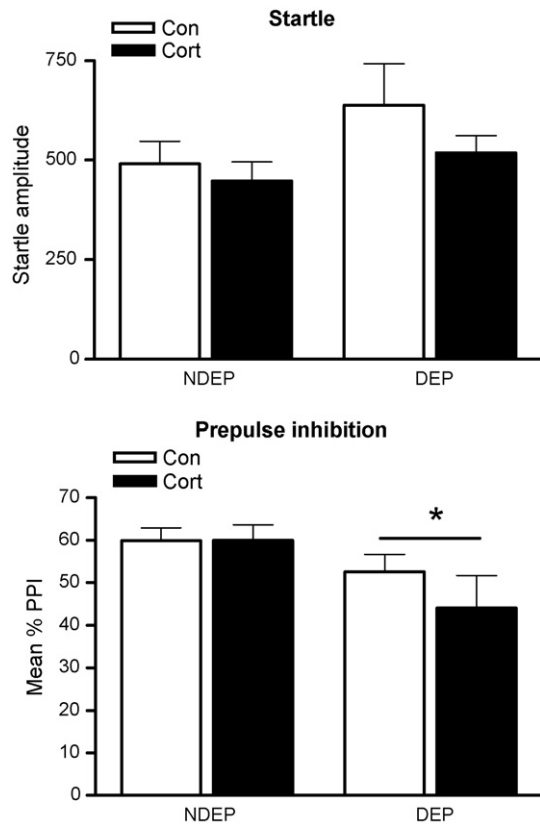 Startle
Con
Cort
Startle amplitude
750
500
250
0
NDEP DEP
Prepulse inhibition
Con
Cort
Mean % PPI
70
60
50
40
30
20
10
0
*
NDEP DEP